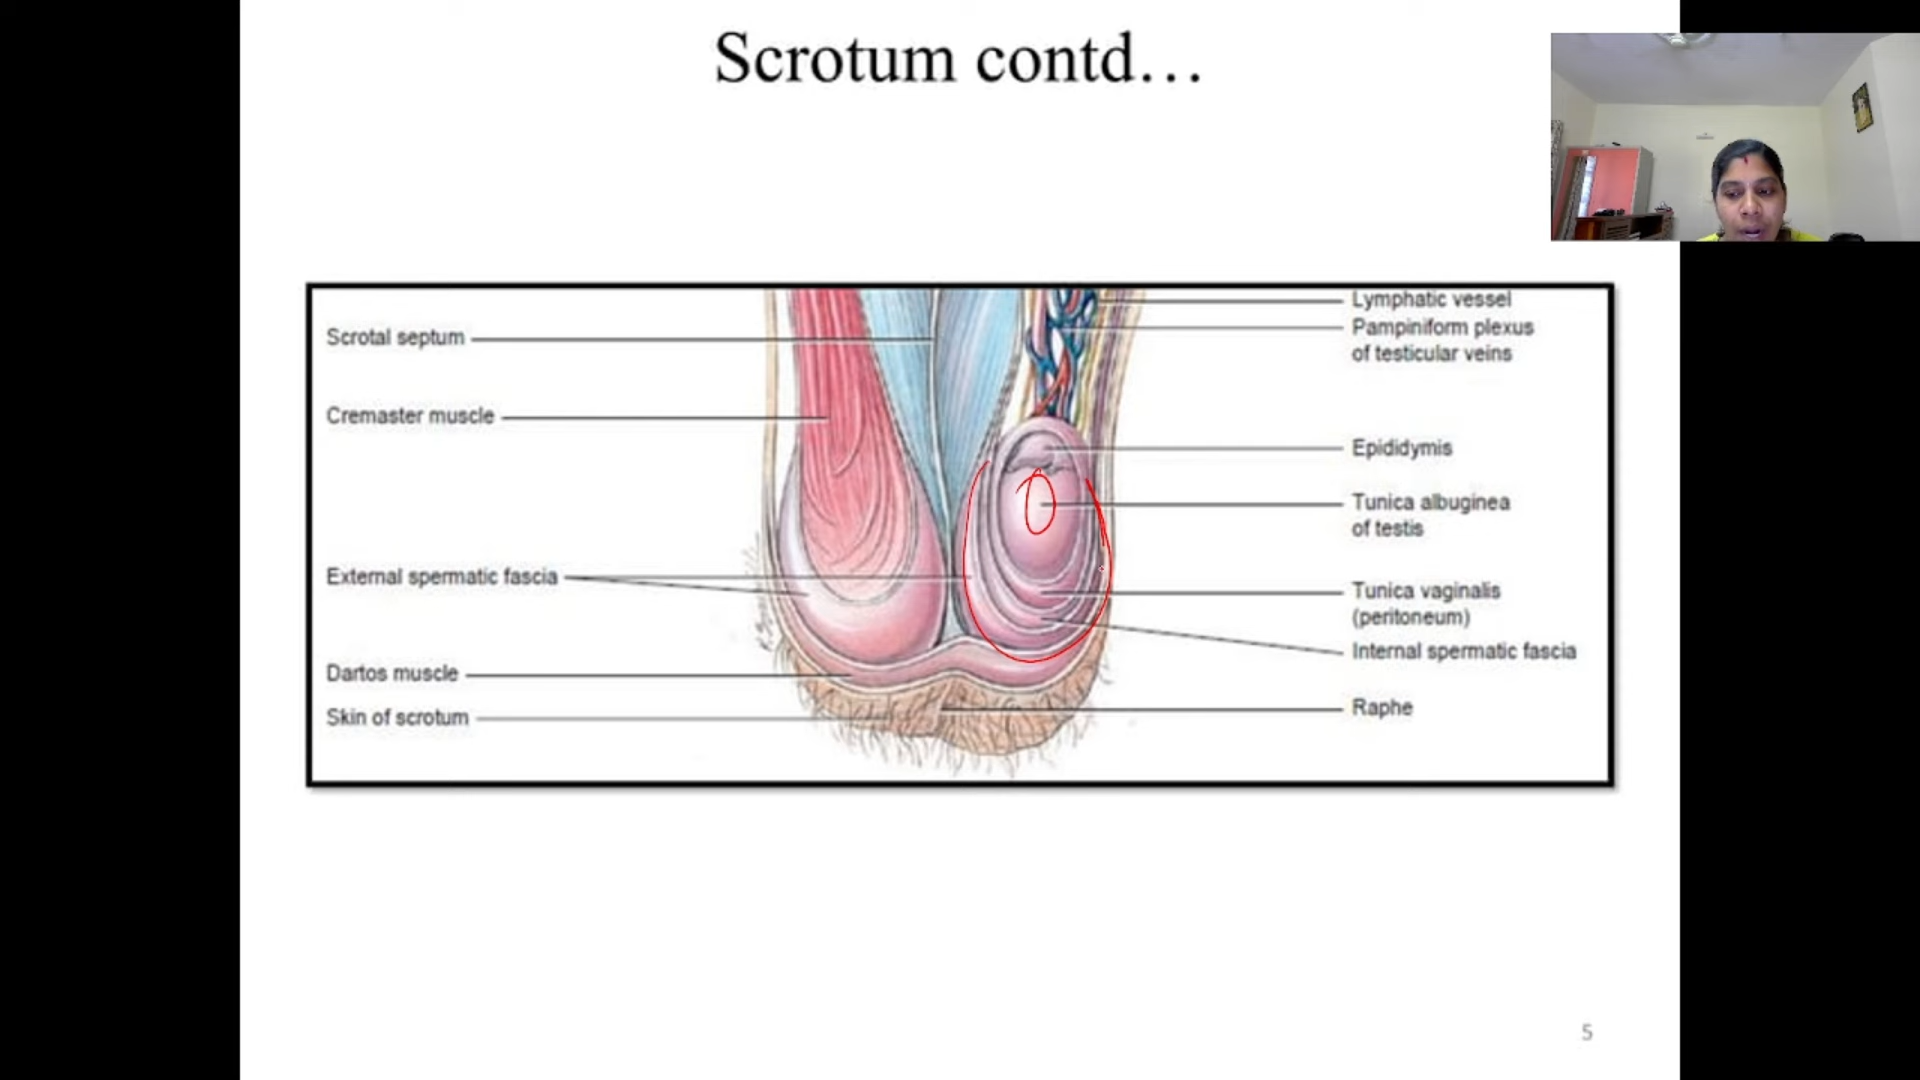 Scrotum contd...
Scrotal septum
Cremaster muscle
External spermatic fascia
Dartos muscle
Skin of scrotum
Lymphatic vessel
Pampiniform plexus
of testicular veins
Epididymis
Tunica albuginea
of testis
Tunica vaginalis
(peritoneum)
Internal spermatic fascia
Raphe
5